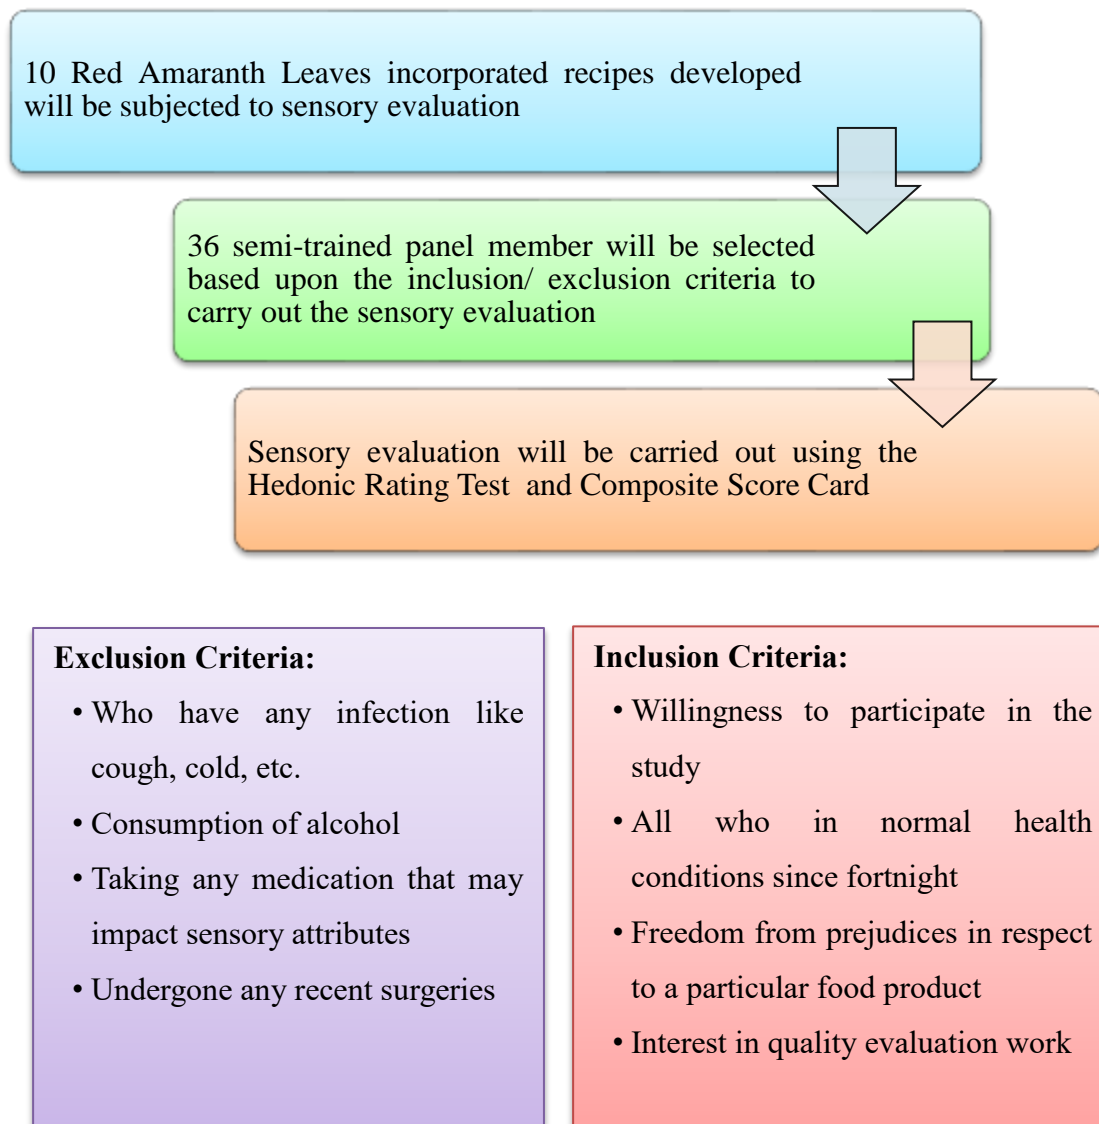 10 Red Amaranth Leaves incorporated recipes developed
will be subjected to sensory evaluation
36 semi-trained panel member will be selected
based upon the inclusion/ exclusion criteria to
carry out the sensory evaluation
Sensory evaluation will be carried out using the
Hedonic Rating Test and Composite Score Card
Exclusion Criteria:
• Who have any infection like
cough, cold, etc.
• Consumption of alcohol
• Taking any medication that may
impact sensory attributes
• Undergone any recent surgeries
Inclusion Criteria:
• Willingness to participate in the
study
• All who in normal health
conditions since fortnight
• Freedom from prejudices in respect
to a particular food product
• Interest in quality evaluation work